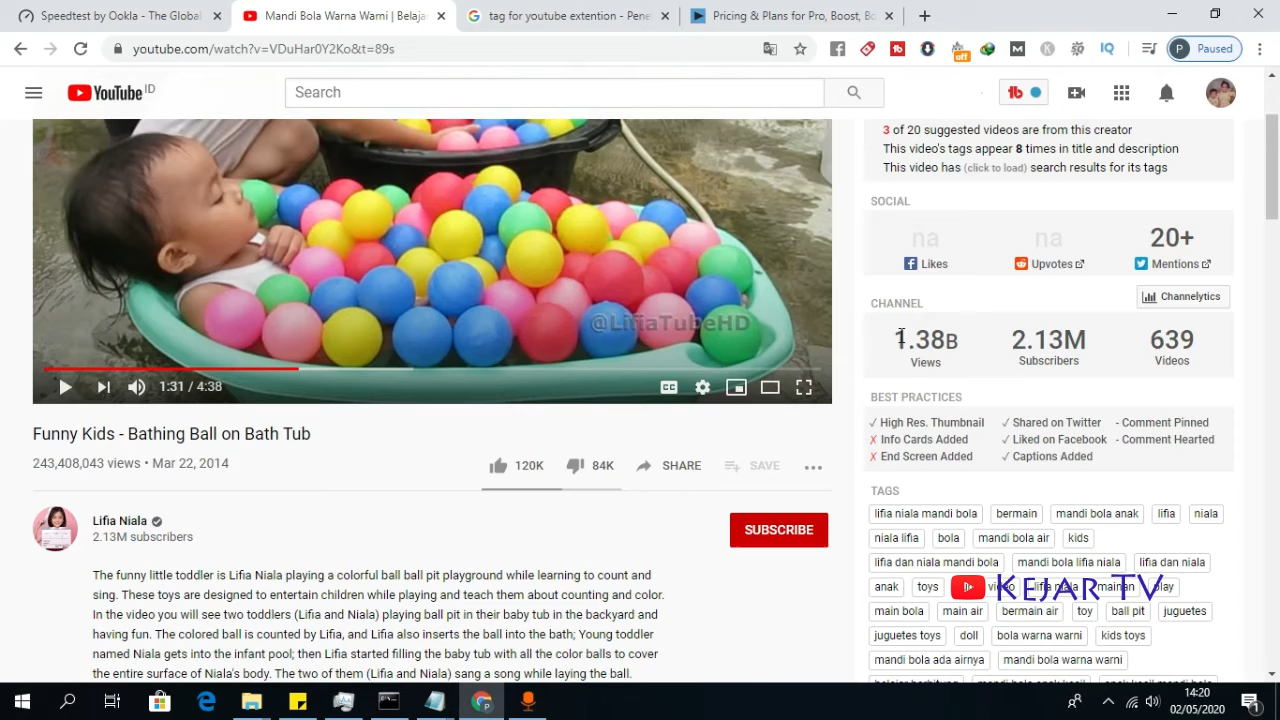 Speedtest by Ookla - The Global
Mandi Bola Warna Warni | Belaja
tag for youtube extention - Pene
Pricing & Plans for Pro, Boost, Bo
youtube.com/watch?v=VDuHar0Y2Ko&t=89s
off
Paused
YouTube ID
Search
3 of 20 suggested videos are from this creator
This video's tags appear 8 times in title and description
This video has (click to load) search results for its tags
SOCIAL
na
na
20+
Likes
Upvotes
Mentions
@LifiaTubeHD
CHANNEL
Channelytics
1.38B
2.13M
639
Views
Subscribers
Videos
1:31 / 4:38
BEST PRACTICES
✓ High Res. Thumbnail
✓ Shared on Twitter
- Comment Pinned
✗ Info Cards Added
✓ Liked on Facebook
- Comment Hearted
✗ End Screen Added
✓ Captions Added
Funny Kids - Bathing Ball on Bath Tub
243,408,043 views • Mar 22, 2014
120K
84K
SHARE
SAVE
TAGS
lifia niala mandi bola
bermain
mandi bola anak
lifia
niala
niala lifia
bola
mandi bola air
kids
lifia dan niala mandi bola
mandi bola lifia niala
lifia dan niala
anak
toys
KEJAR TV
main bola
main air
bermain air
toy
ball pit
juguetes
juguetes toys
doll
bola warna warni
kids toys
mandi bola ada airnya
mandi bola warna warni
Lifia Niala
2.13M subscribers
SUBSCRIBE
The funny little toddler is Lifia Niala playing a colorful ball ball pit playground while learning to count and
sing. These toys are designed to entertain children while playing and teach them about counting and color.
In the video you will see two toddlers (Lifia and Niala) playing ball pit in their baby tub in the backyard and
having fun. The colored ball is counted by Lifia, and Lifia also inserts the ball into the bath; Young toddler
named Niala gets into the infant pool; then Lifia started filling the baby tub with all the color balls to cover
the entire surface of Niala's body. The two of them (Lifia and Niala) sang a song while laying the ball.
14:20
02/05/2020